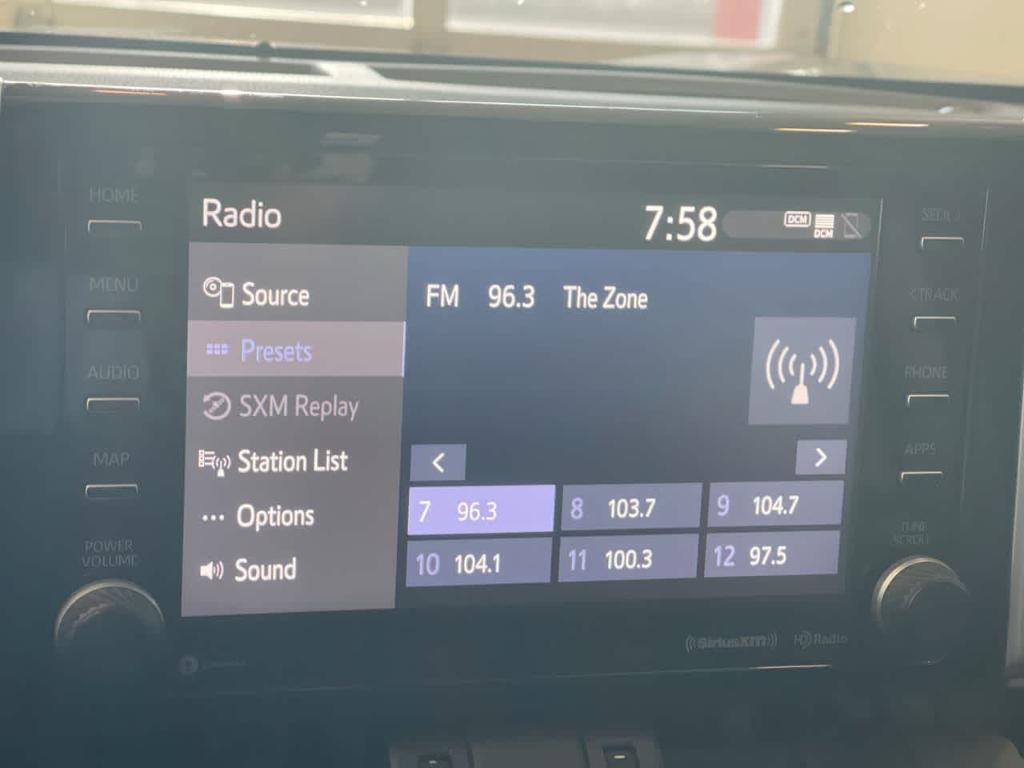 HOME
MENU
AUDIO
MAP
POWER
VOLUME
Radio
7:58
DCM
DCM
Source
Presets
SXM Replay
Station List
Options
Sound
FM 96.3 The Zone
<
>
7 96.3
8 103.7
9 104.7
10 104.1
11 100.3
12 97.5
TRACK
PHONE
APPS
TUNE
SCROLL
SiriusXM
HD Radio